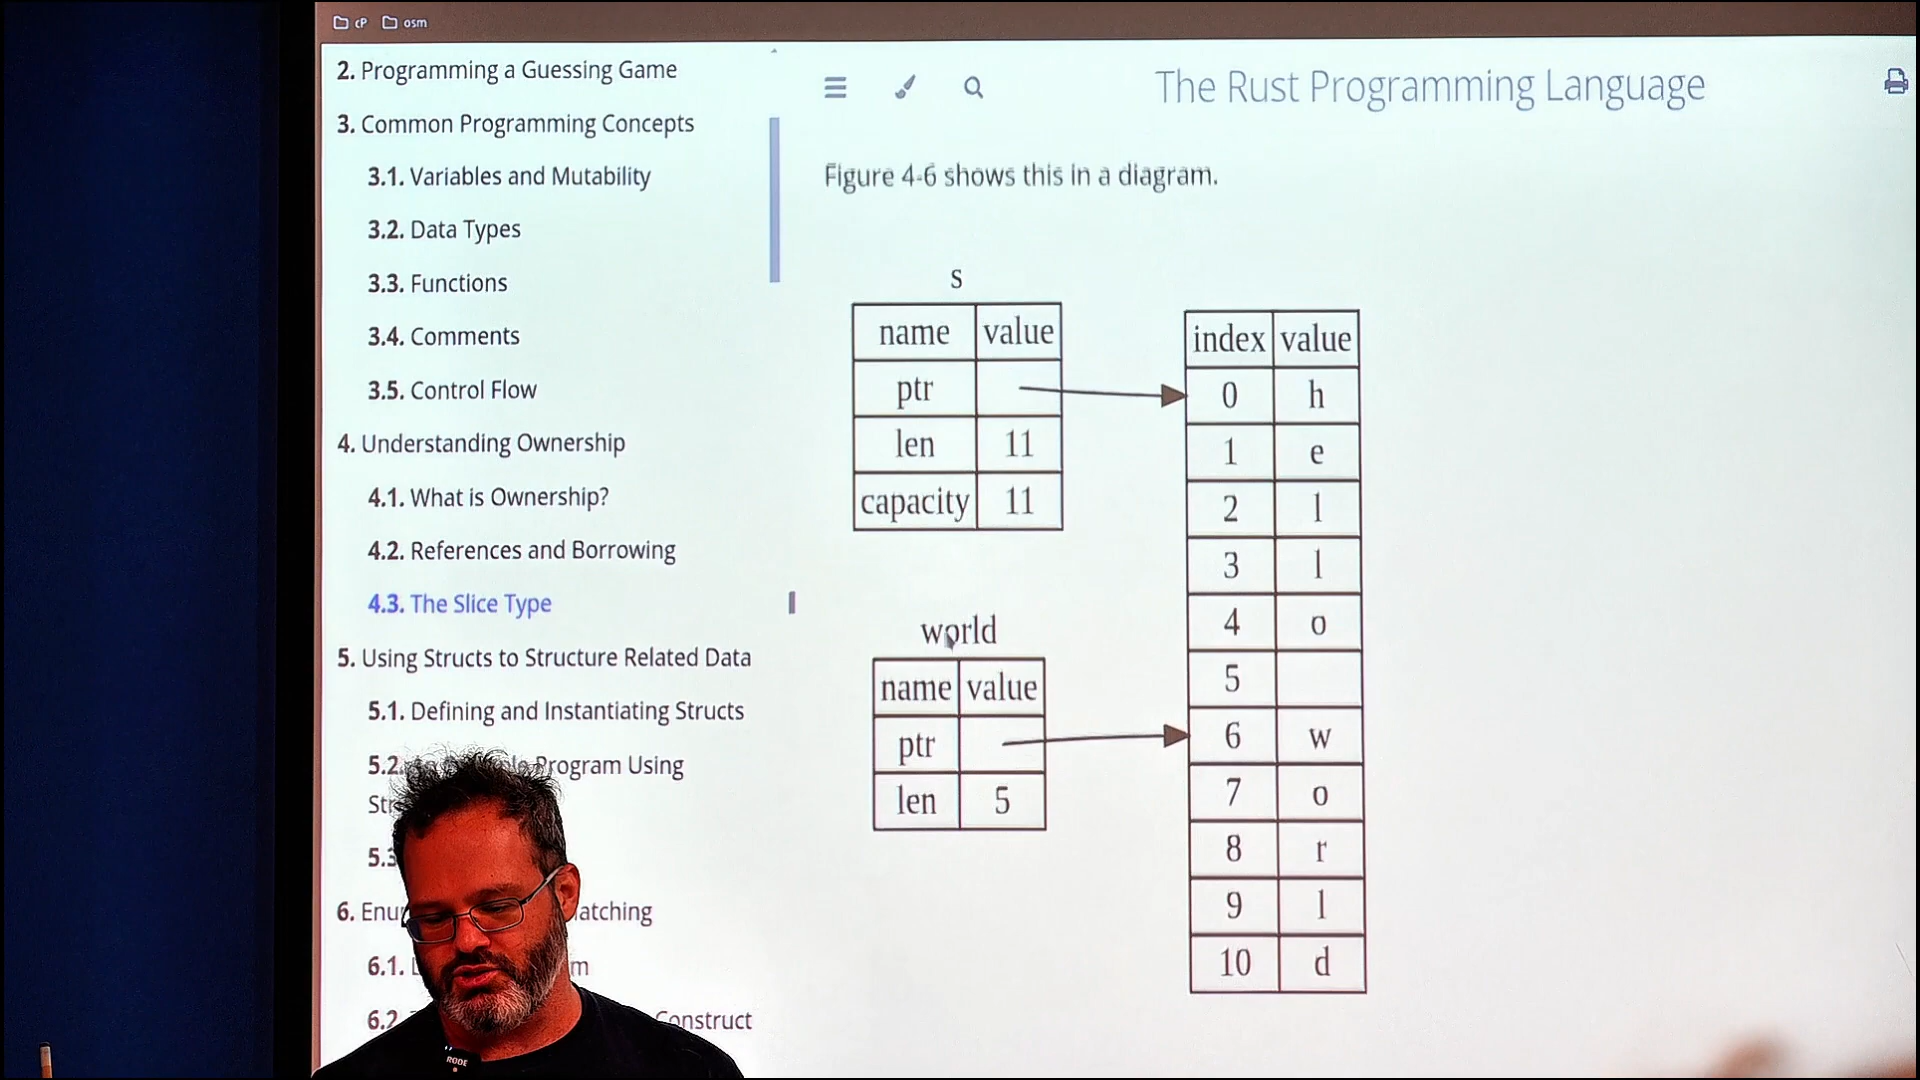 cP osm
2. Programming a Guessing Game
3. Common Programming Concepts
3.1. Variables and Mutability
3.2. Data Types
3.3. Functions
3.4. Comments
3.5. Control Flow
4. Understanding Ownership
4.1. What is Ownership?
4.2. References and Borrowing
4.3. The Slice Type
5. Using Structs to Structure Related Data
5.1. Defining and Instantiating Structs
5.2. Program Using
5.3
6.
6.1.
6.2 Construct
The Rust Programming Language
Figure 4-6 shows this in a diagram.
s
name value
ptr
len 11
capacity 11
world
name value
ptr
len 5
index value
0 h
1 e
2 l
3 l
4 o
5
6 w
7 o
8 r
9 l
10 d
RODE